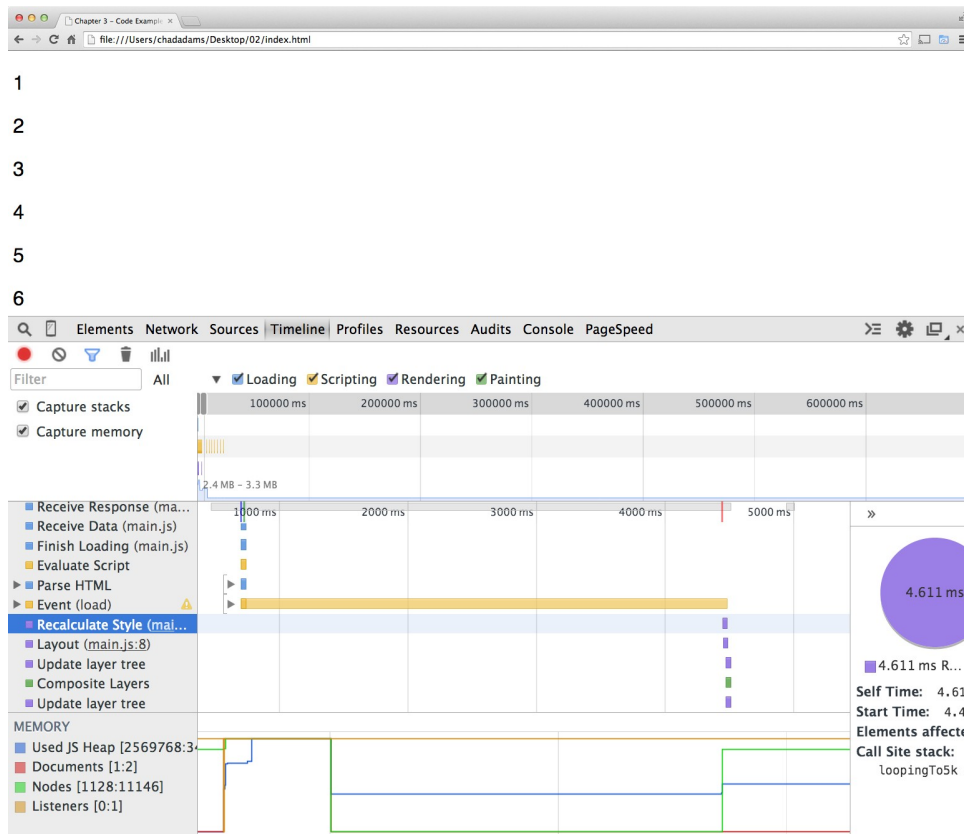 Chapter 3 - Code Example
file:///Users/chadadams/Desktop/02/index.html
1
2
3
4
5
6
Elements Network Sources Timeline Profiles Resources Audits Console PageSpeed
Filter All Loading Scripting Rendering Painting
Capture stacks
Capture memory
100000 ms 200000 ms 300000 ms 400000 ms 500000 ms 600000 ms
2.4 MB – 3.3 MB
1000 ms 2000 ms 3000 ms 4000 ms 5000 ms »
Receive Response (ma...
Receive Data (main.js)
Finish Loading (main.js)
Evaluate Script
Parse HTML
Event (load)
Recalculate Style (mai...
Layout (main.js:8)
Update layer tree
Composite Layers
Update layer tree
4.611 ms
4.611 ms R...
Self Time: 4.61
Start Time: 4.4
Elements affecte
Call Site stack:
loopingTo5k
MEMORY
Used JS Heap [2569768:34
Documents [1:2]
Nodes [1128:11146]
Listeners [0:1]